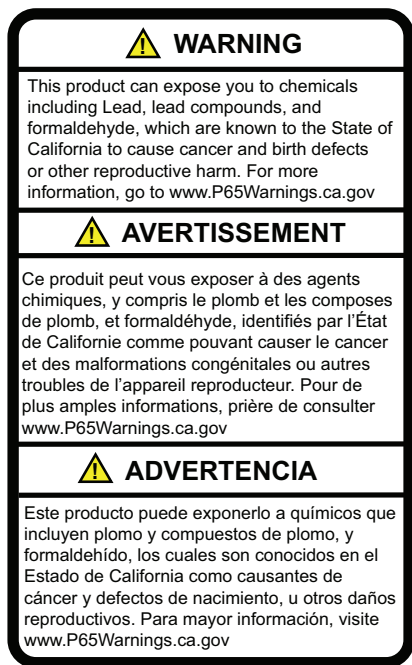 WARNING
This product can expose you to chemicals
including Lead, lead compounds, and
formaldehyde, which are known to the State of
California to cause cancer and birth defects
or other reproductive harm. For more
information, go to www.P65Warnings.ca.gov
AVERTISSEMENT
Ce produit peut vous exposer à des agents
chimiques, y compris le plomb et les composes
de plomb, et formaldéhyde, identifiés par l’État
de Californie comme pouvant causer le cancer
et des malformations congénitales ou autres
troubles de l’appareil reproducteur. Pour de
plus amples informations, prière de consulter
www.P65Warnings.ca.gov
ADVERTENCIA
Este producto puede exponerlo a químicos que
incluyen plomo y compuestos de plomo, y
formaldehído, los cuales son conocidos en el
Estado de California como causantes de
cáncer y defectos de nacimiento, u otros daños
reproductivos. Para mayor información, visite
www.P65Warnings.ca.gov